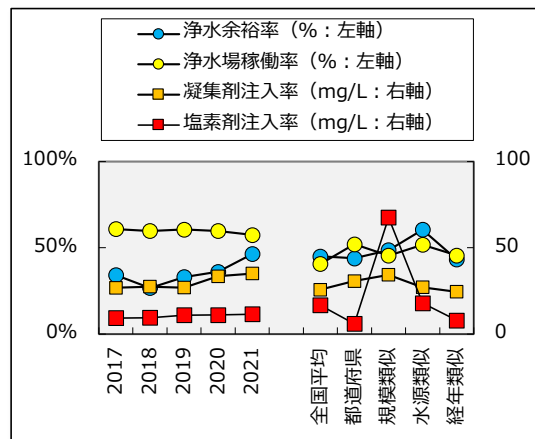 浄水余裕率（%：左軸）
浄水場稼働率（%：左軸）
凝集剤注入率（mg/L：右軸）
塩素剤注入率（mg/L：右軸）
100%
50%
0%
100
50
0
2017
2018
2019
2020
2021
全国平均
都道府県
規模類似
水源類似
経年類似